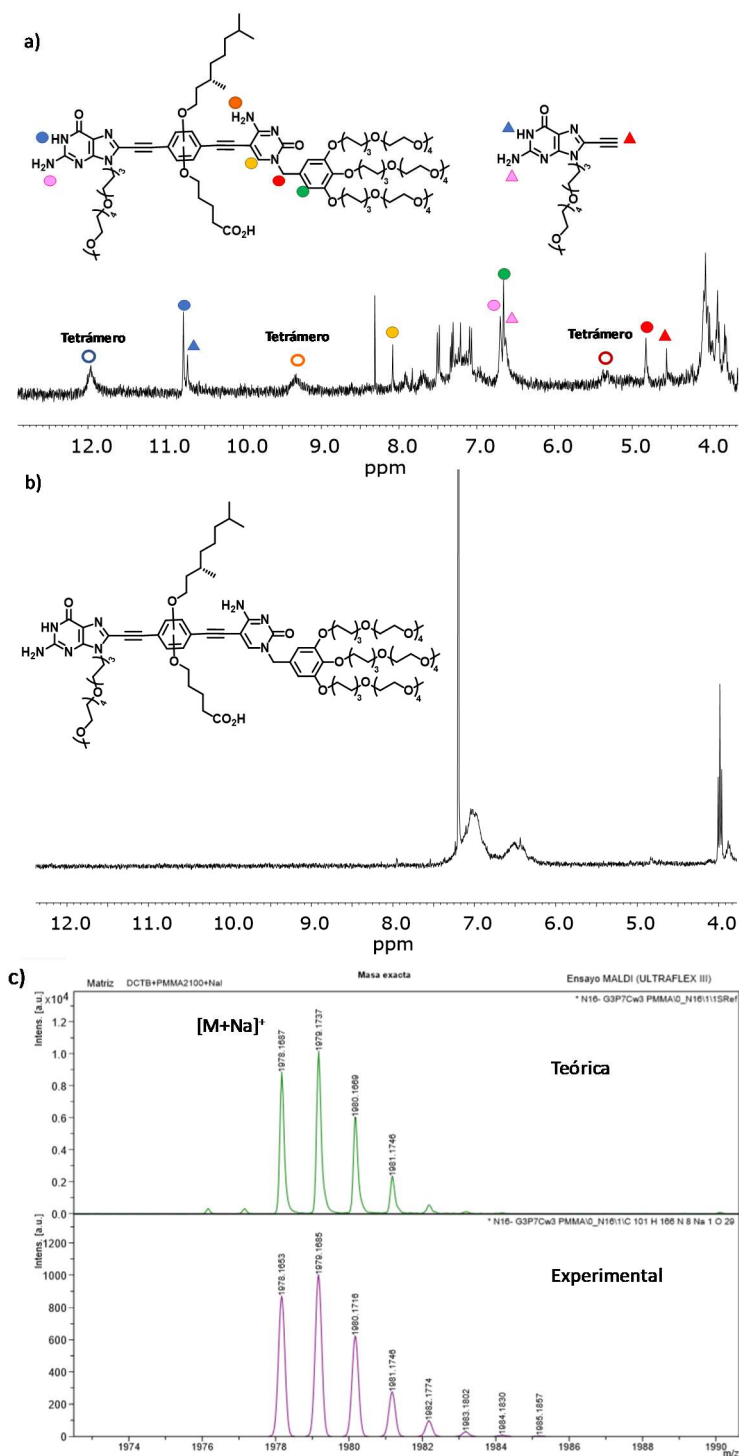 a)
O
HN
N
H₂N
N
N
3
O
O
4
O
O
O
CO₂H
H₂N
N
O
N
O
3
O
O
4
O
3
O
O
4
O
3
O
O
4
O
HN
N
H₂N
N
N
3
O
O
4
O
Tetrámero
Tetrámero
Tetrámero
12.0 11.0 10.0 9.0 8.0 7.0 6.0 5.0 4.0
ppm
b)
O
HN
N
H₂N
N
N
3
O
O
4
O
O
O
CO₂H
H₂N
N
O
N
O
3
O
O
4
O
3
O
O
4
O
3
O
O
4
12.0 11.0 10.0 9.0 8.0 7.0 6.0 5.0 4.0
ppm
c)
Matriz DCTB+PMMA2100+NaI Masa exacta Ensayo MALDI (ULTRAFLEX III)
* N16- G3P7Cw3 PMMA\0_N16\1\1SRef
Intens. [a.u.]
x10⁴
1.2
1.0
0.8
0.6
0.4
0.2
0.0
[M+Na]⁺
1978.1687
1979.1737
1980.1669
1981.1746
Teórica
* N16- G3P7Cw3 PMMA\0_N16\1\C 101 H 166 N 8 Na 1 O 29
Intens. [a.u.]
1200
1000
800
600
400
200
0
1978.1653
1979.1685
1980.1716
1981.1746
1982.1774
1983.1802
1984.1830
1985.1857
Experimental
1974 1976 1978 1980 1982 1984 1986 1988 1990
m/z